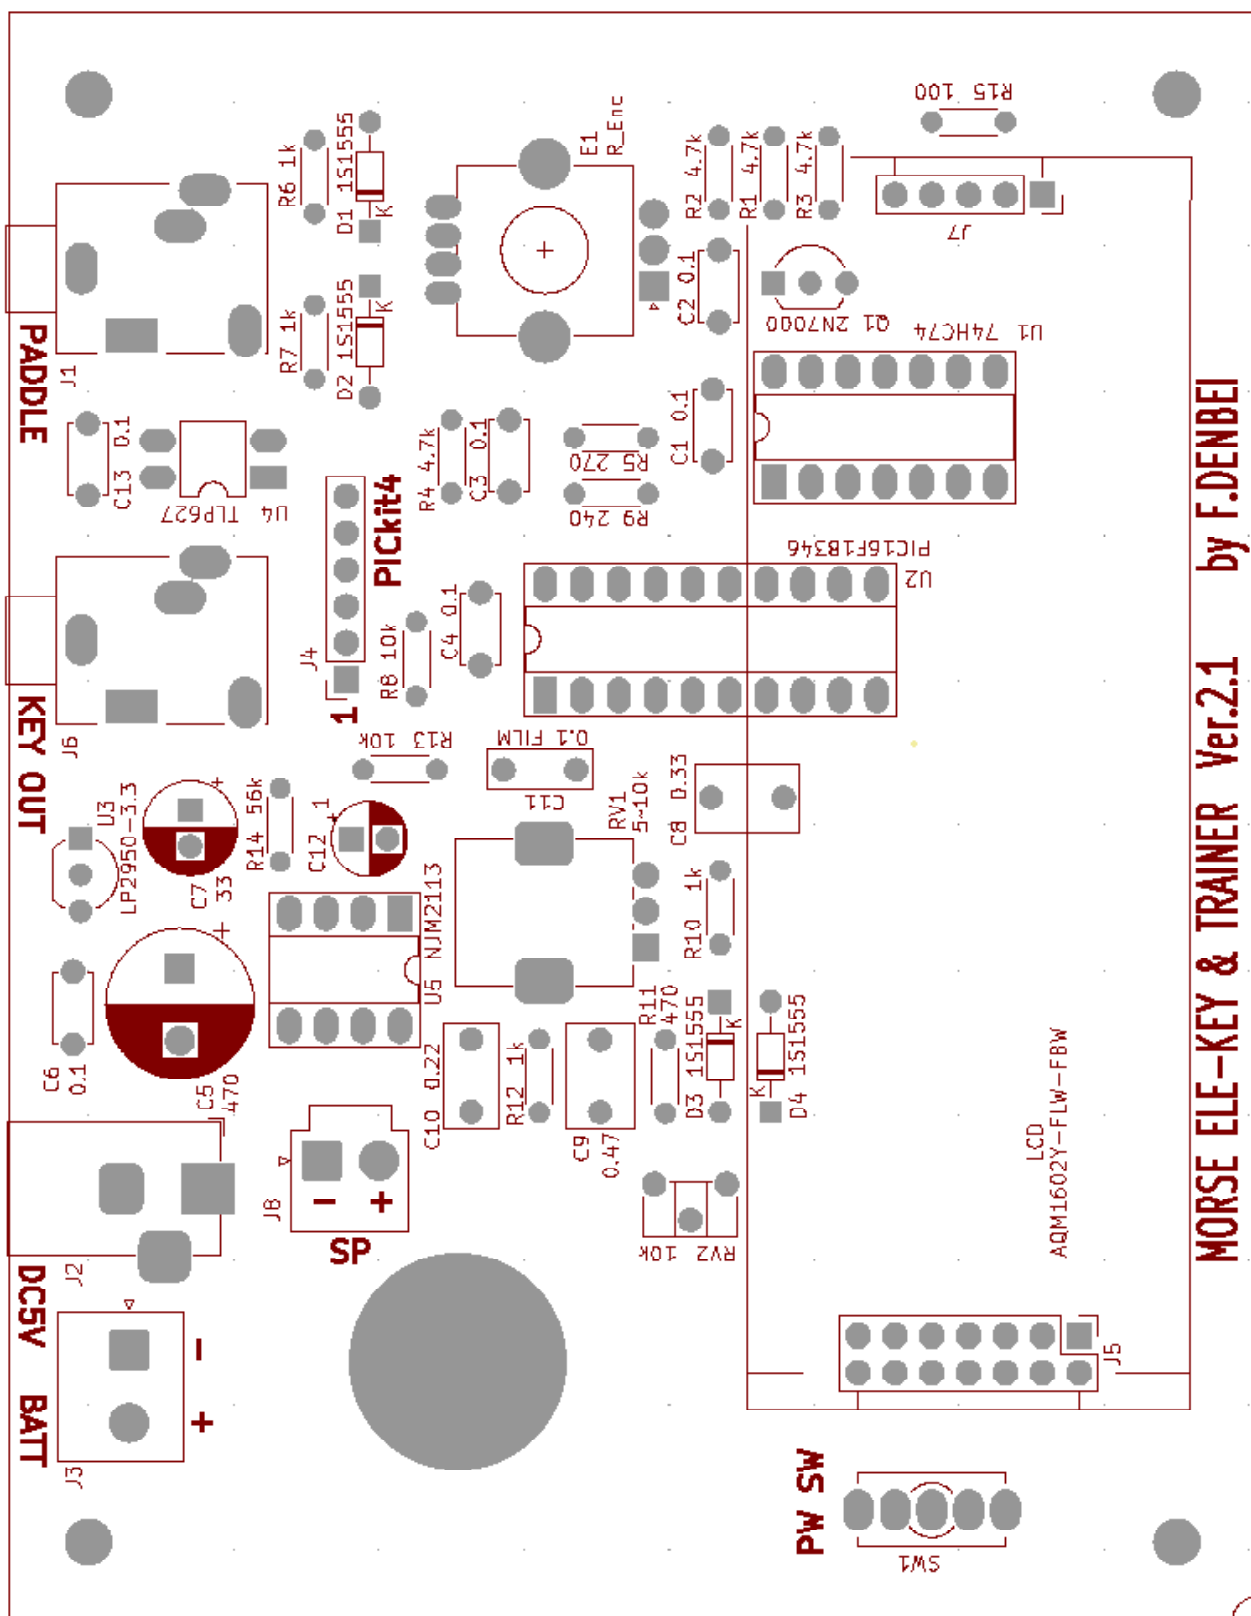 R15 100
J7
E1
R_Enc
R6 1k
D1 1S1555
K
R2 4.7k
R1 4.7k
R3 4.7k
C2 0.1
Q1 2N7000
U1 74HC74
PADDLE
J1
R7 1k
D2 1S1555
K
C13 0.1
U4 TLP627
PICkit4
J4
1
R4 4.7k
C3 0.1
R5 270
R9 240
C1 0.1
PIC16F18346
U2
C4 0.1
R8 10k
KEY OUT
J6
R13 10k
0.1 FILM
C11
RV1
5~10k
C8 0.33
U3
LP2950-3.3
+
C7
33
R14 56k
C12 1
+
U5 NJM2113
R10 1k
C6
0.1
+
C5
470
C10 0.22
R12 1k
C9
0.47
R11
470
D3 1S1555
K
D4 1S1555
K
LCD
AQM1602Y-FLW-FBW
J2
DC5V
J8
- +
SP
RV2 10k
J5
BATT
J3
-
+
PW SW
SW1
MORSE ELE-KEY & TRAINER Ver.2.1 by F.DENBEI